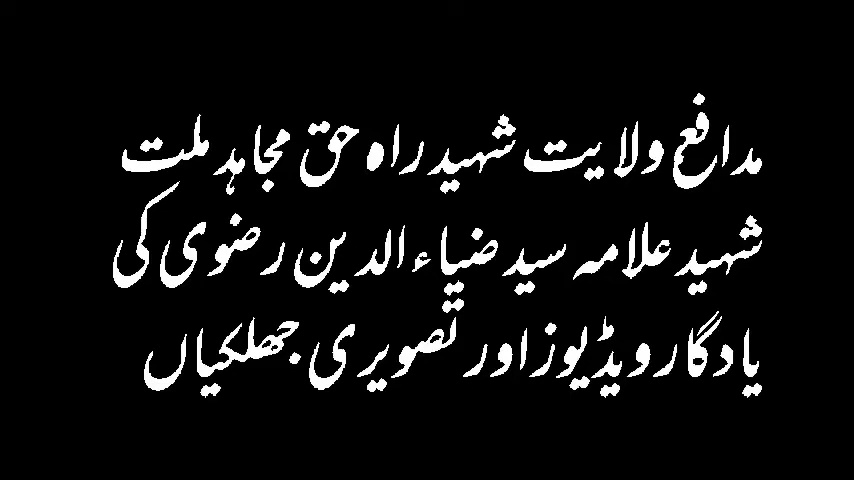 مدافع ولایت شہید راہ حق مجاہد ملت
شہید علامہ سید ضیاء الدین رضوی کی
یادگار ویڈیوز اور تصویری جھلکیاں